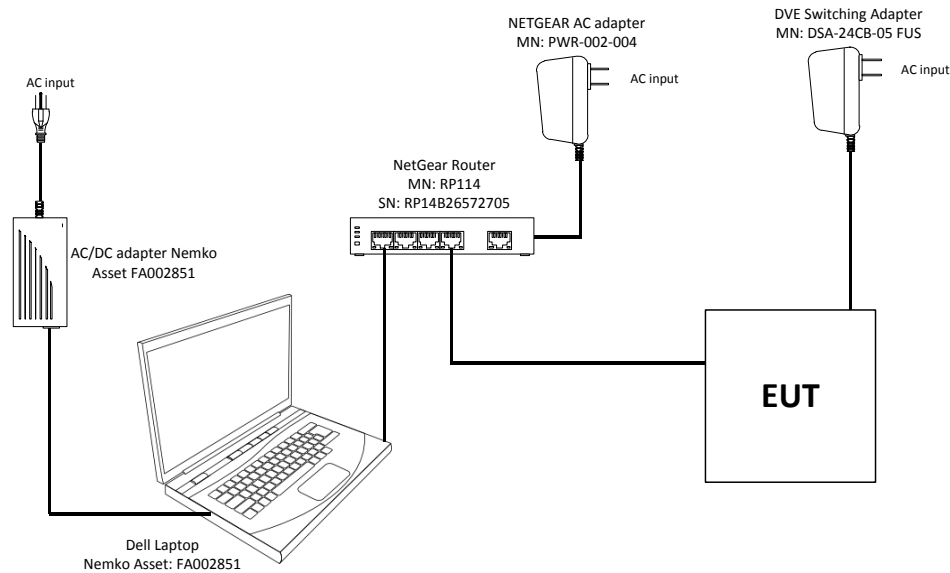 NETGEAR AC adapter
MN: PWR-002-004
AC input
DVE Switching Adapter
MN: DSA-24CB-05 FUS
AC input
AC input
NetGear Router
MN: RP114
SN: RP14B26572705
AC/DC adapter Nemko
Asset FA002851
EUT
Dell Laptop
Nemko Asset: FA002851